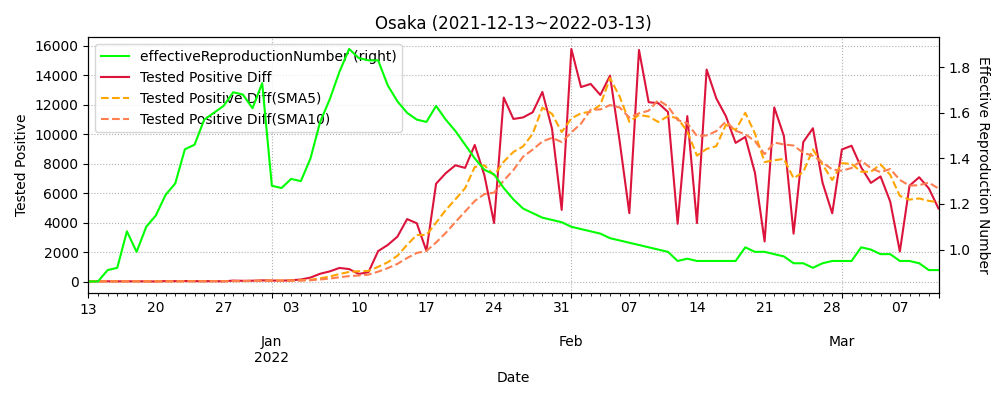 Osaka (2021-12-13~2022-03-13)
effectiveReproductionNumber (right)
Tested Positive Diff
Tested Positive Diff(SMA5)
Tested Positive Diff(SMA10)
Tested Positive
16000
14000
12000
10000
8000
6000
4000
2000
0
Effective Reproduction Number
1.8
1.6
1.4
1.2
1.0
13 20 27 03 10 17 24 31 07 14 21 28 07
Jan Feb Mar
2022
Date